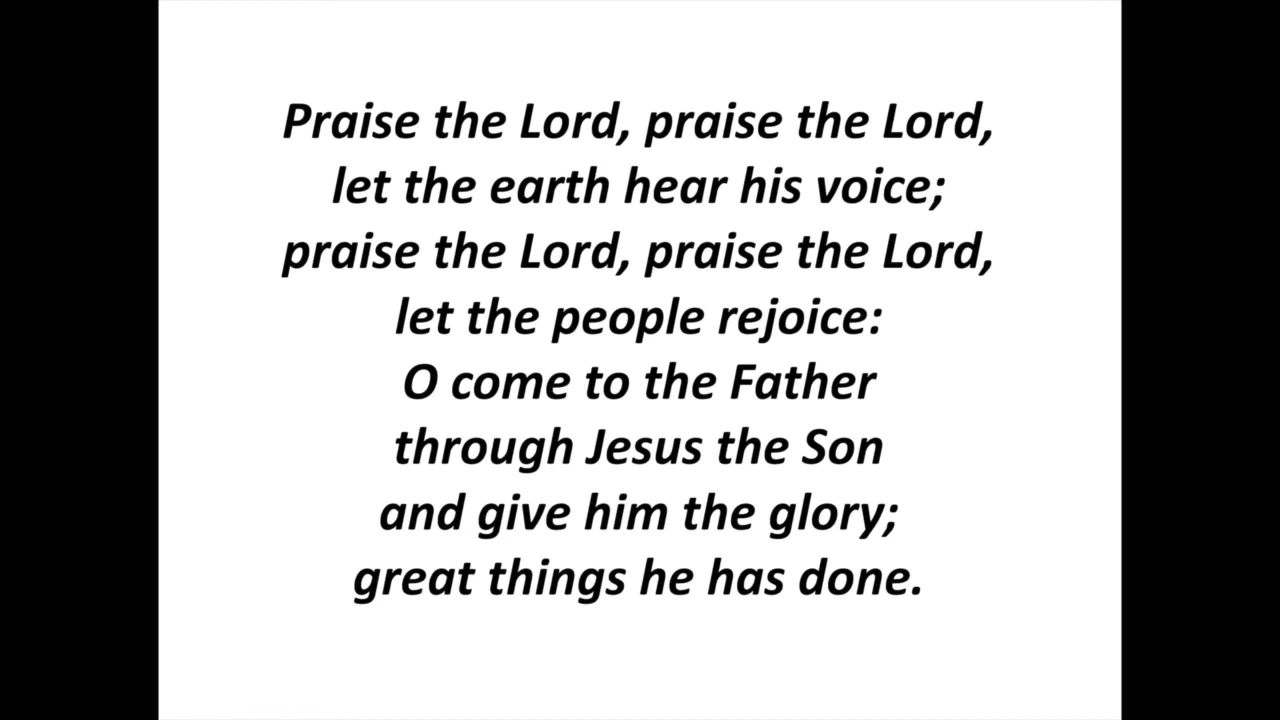 Praise the Lord, praise the Lord,
let the earth hear his voice;
praise the Lord, praise the Lord,
let the people rejoice:
O come to the Father
through Jesus the Son
and give him the glory;
great things he has done.